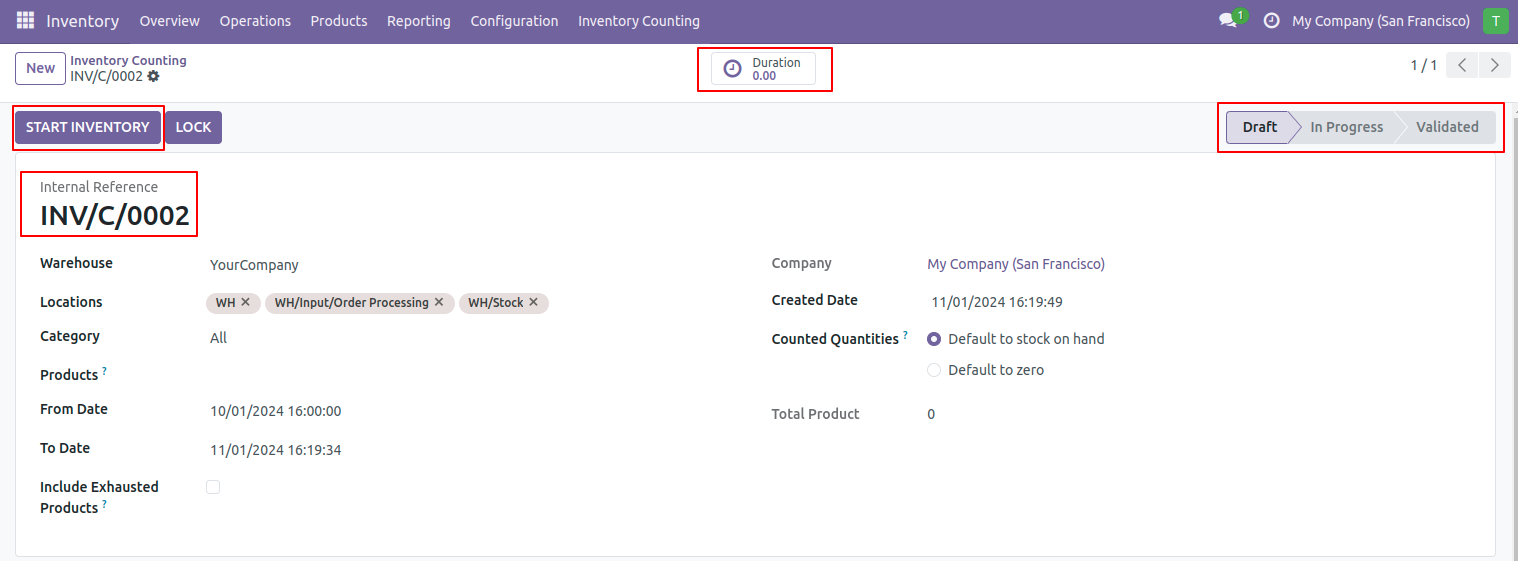 Inventory Overview Operations Products Reporting Configuration Inventory Counting 1 My Company (San Francisco) T
New Inventory Counting
INV/C/0002
Duration
0.00
1 / 1
START INVENTORY LOCK
Draft In Progress Validated
Internal Reference
INV/C/0002
Warehouse YourCompany
Locations WH ✕ WH/Input/Order Processing ✕ WH/Stock ✕
Category All
Products ?
From Date 10/01/2024 16:00:00
To Date 11/01/2024 16:19:34
Include Exhausted
Products ?
Company My Company (San Francisco)
Created Date 11/01/2024 16:19:49
Counted Quantities ? Default to stock on hand
Default to zero
Total Product 0